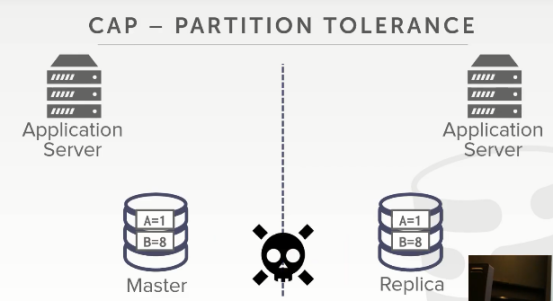 CAP – PARTITION TOLERANCE
Application
Server
Application
Server
A=1
B=8
Master
A=1
B=8
Replica